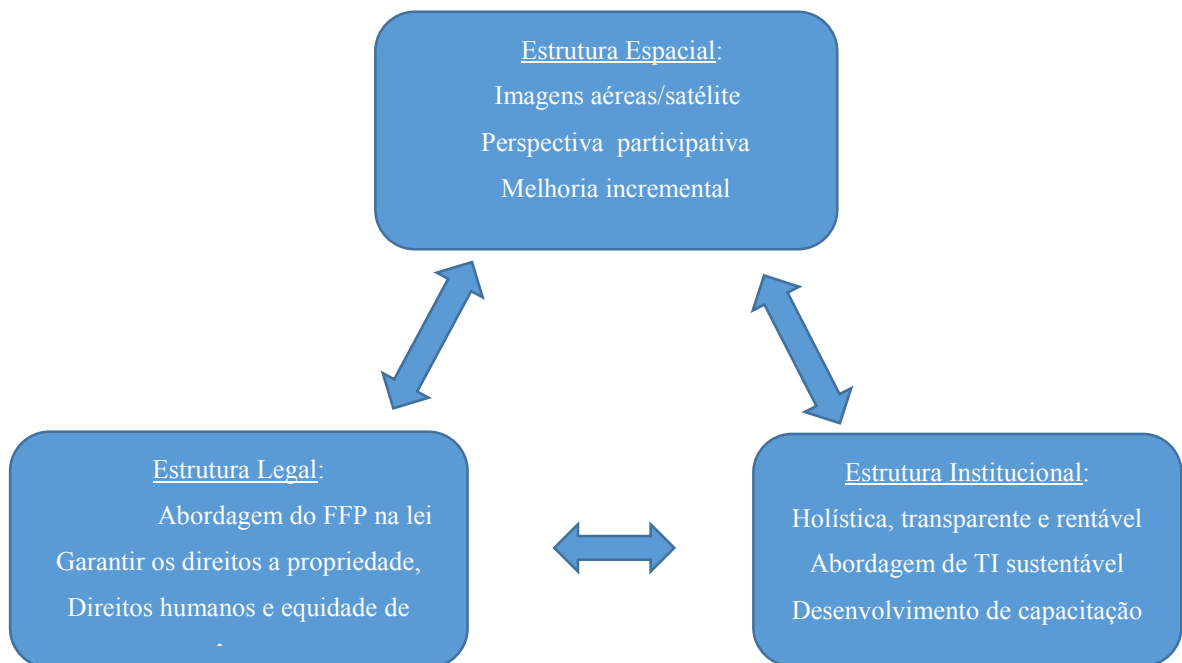 Estrutura Espacial:
Imagens aéreas/satélite
Perspectiva participativa
Melhoria incremental
Estrutura Legal:
Abordagem do FFP na lei
Garantir os direitos a propriedade,
Direitos humanos e equidade de
Estrutura Institucional:
Holística, transparente e rentável
Abordagem de TI sustentável
Desenvolvimento de capacitação